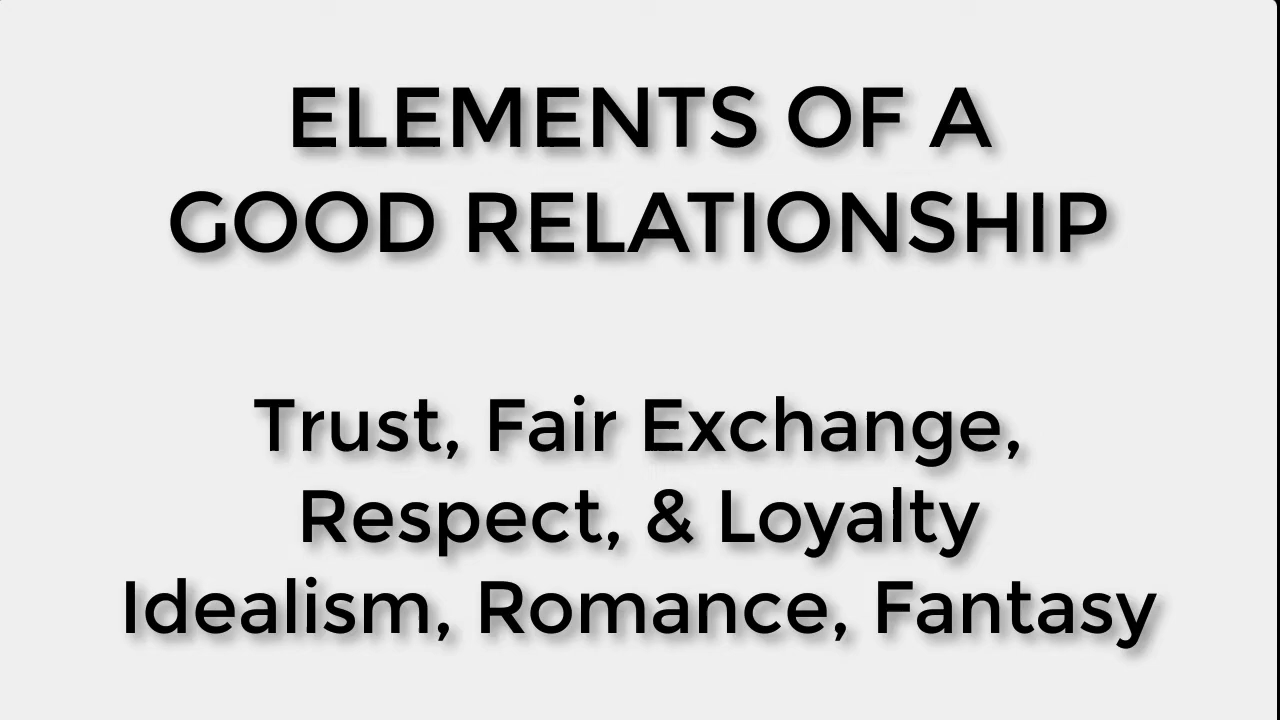 ELEMENTS OF A
GOOD RELATIONSHIP
Trust, Fair Exchange,
Respect, & Loyalty
Idealism, Romance, Fantasy